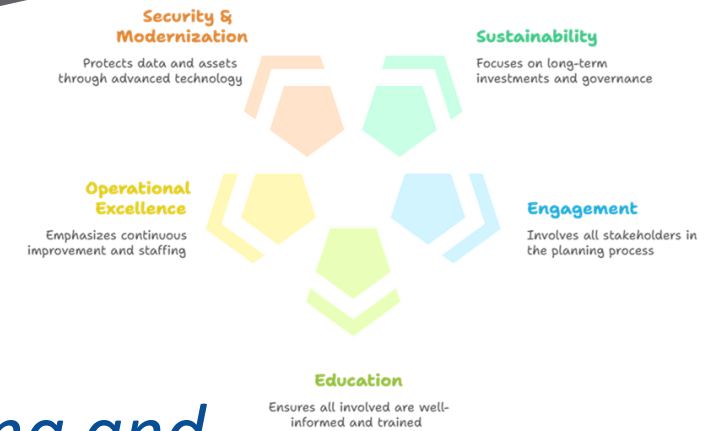 Security &
Modernization
Protects data and assets
through advanced technology
Sustainability
Focuses on long-term
investments and governance
Operational
Excellence
Emphasizes continuous
improvement and staffing
Engagement
Involves all stakeholders in
the planning process
Education
Ensures all involved are well-
informed and trained
and